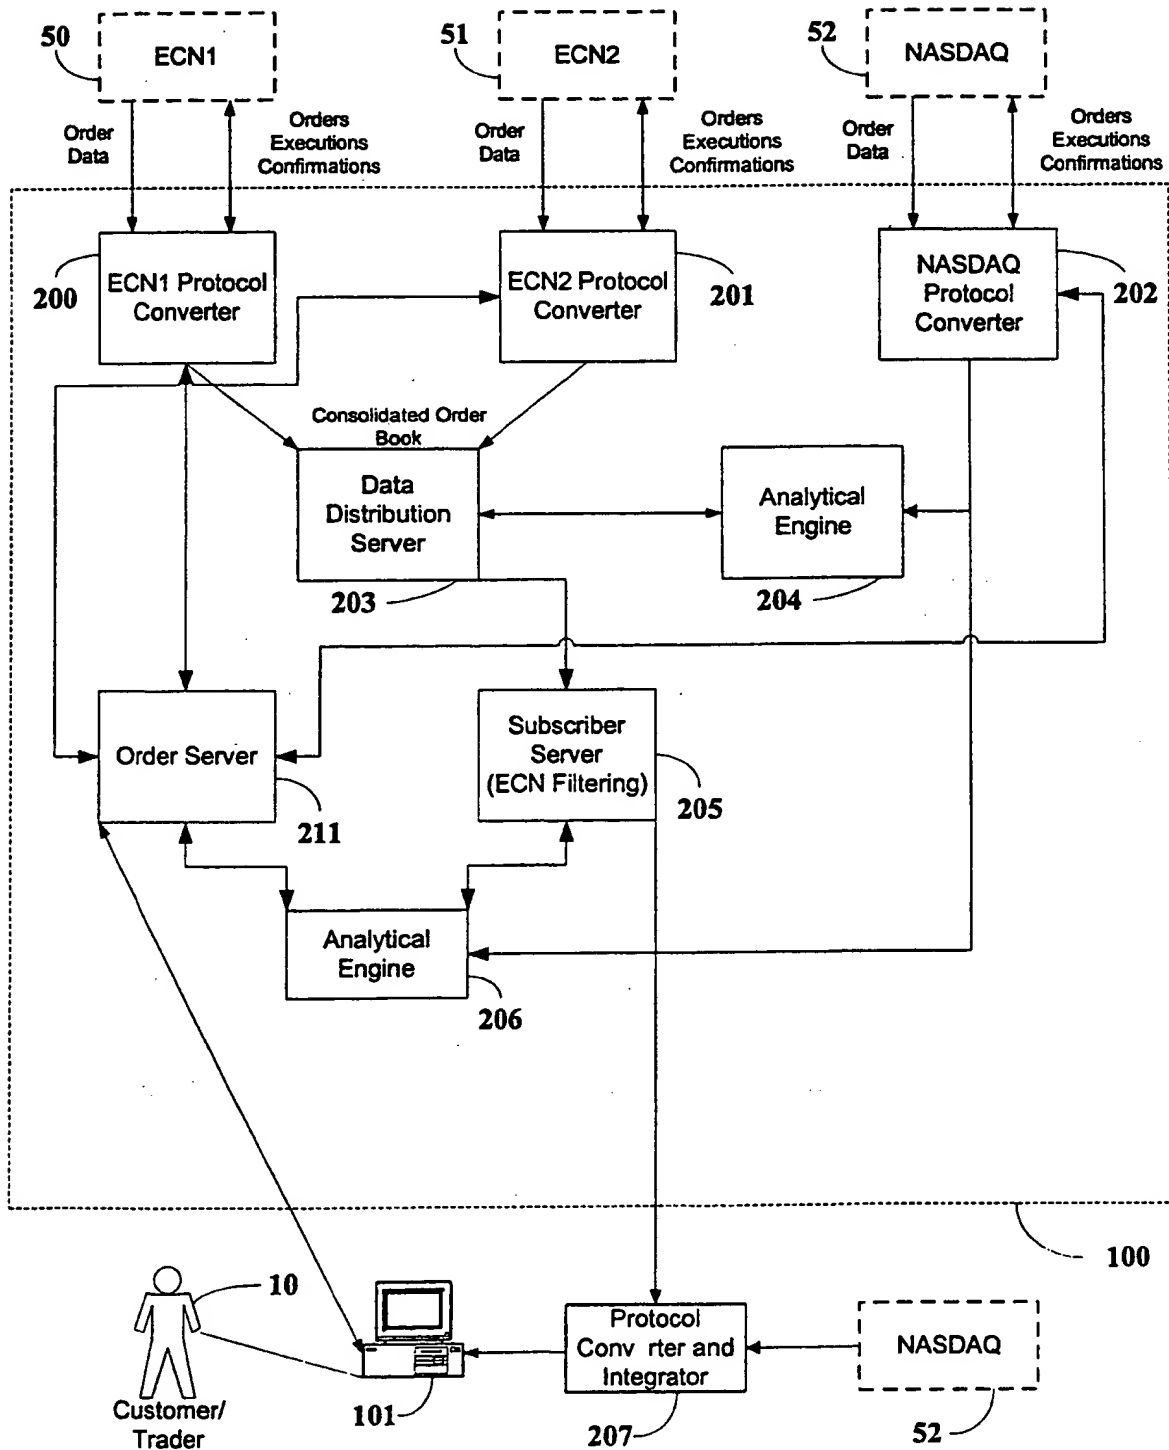 50
ECN1
51
ECN2
52
NASDAQ
Order
Data
Orders
Executions
Confirmations
Order
Data
Orders
Executions
Confirmations
Order
Data
Orders
Executions
Confirmations
200
ECN1 Protocol
Converter
ECN2 Protocol
Converter
201
NASDAQ
Protocol
Converter
202
Consolidated Order
Book
Data
Distribution
Server
203
Analytical
Engine
204
Order Server
211
Subscriber
Server
(ECN Filtering)
205
Analytical
Engine
206
100
10
Customer/
Trader
101
Protocol
Conv rter and
Integrator
207
NASDAQ
52